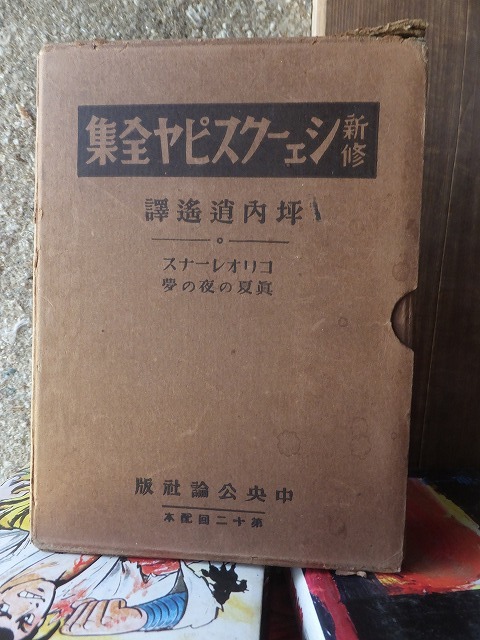 新修シェークスピヤ全集
坪内逍遙譯
コリオレーナス
眞夏の夜の夢
中央公論社版
第十二回配本